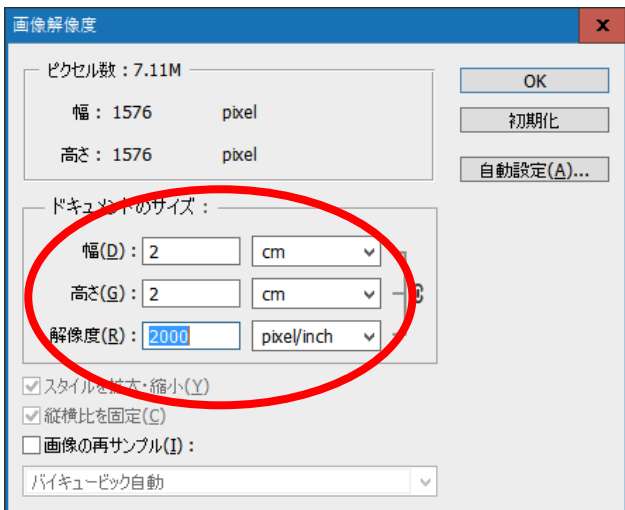 画像解像度
x
ピクセル数：7.11M
幅： 1576 pixel
高さ： 1576 pixel
OK
初期化
自動設定(A)...
ドキュメントのサイズ：
幅(D)： 2 cm
高さ(G)： 2 cm
解像度(R)： 2000 pixel/inch
スタイルを拡大・縮小(Y)
縦横比を固定(C)
画像の再サンプル(I)：
バイキュービック自動